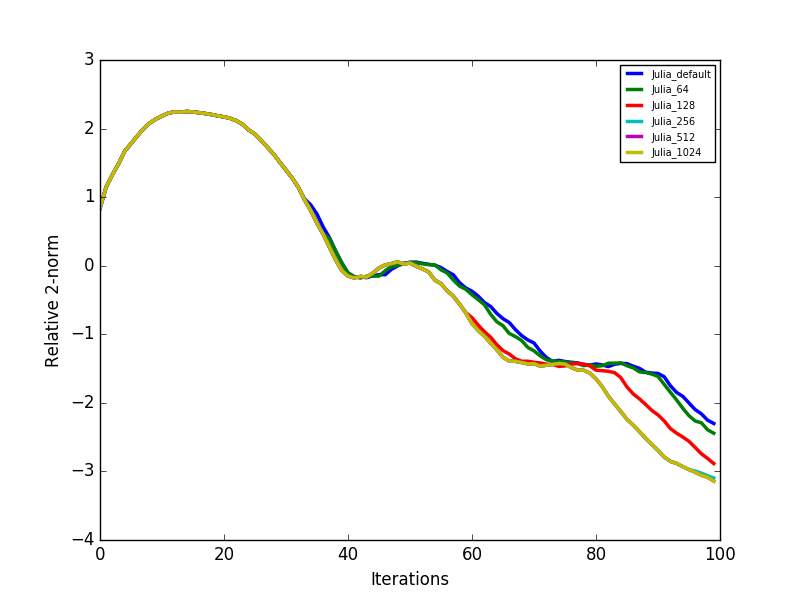 3
2
1
0
−1
−2
−3
−4
0
20
40
60
80
100
Relative 2-norm
Iterations
Julia_default
Julia_64
Julia_128
Julia_256
Julia_512
Julia_1024